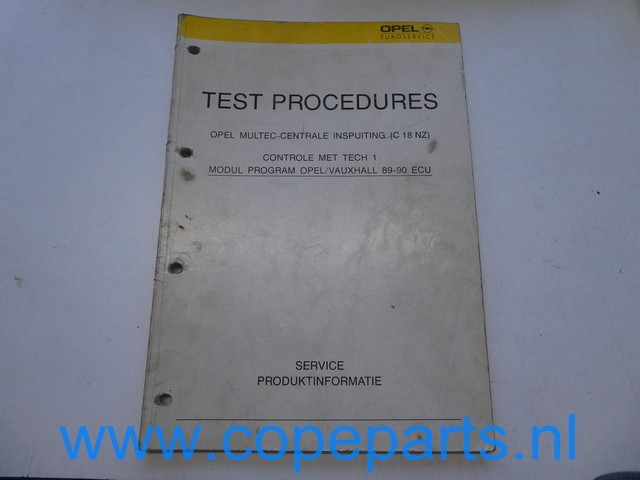 OPEL
EUROSERVICE
TEST PROCEDURES
OPEL MULTEC-CENTRALE INSPUITING (C 18 NZ)
CONTROLE MET TECH 1
MODUL PROGRAM OPEL/VAUXHALL 89-90 ECU
SERVICE
PRODUKTINFORMATIE
www.copeparts.nl